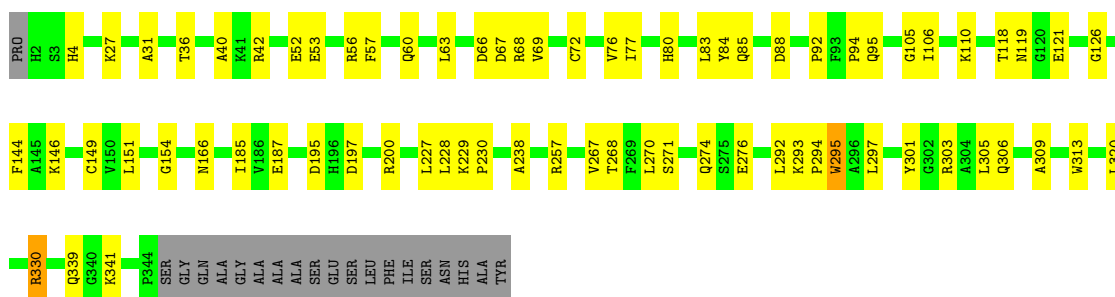 PRO H2 S3 H4 K27 A31 T36 A40 K41 R42 E52 E53 R56 F57 Q60 L63 D66 D67 R68 V69 C72 V76 I77 H80 L83 Y84 Q85 D88 P92 F93 P94 Q95 G105 I106 K110 T118 N119 G120 E121 G126
F144 A145 K146 C149 V150 L151 G154 N166 I185 V186 E187 D195 H196 D197 R200 L227 L228 K229 P230 A238 R257 V267 T268 F269 L270 S271 Q274 S275 E276 L292 K293 P294 W295 A296 L297 Y301 G302 R303 A304 L305 Q306 A309 W313
R330 Q339 G340 K341 P344 SER GLY GLN ALA GLY ALA ALA ALA SER GLU SER LEU PHE ILE SER ASN HIS ALA TYR